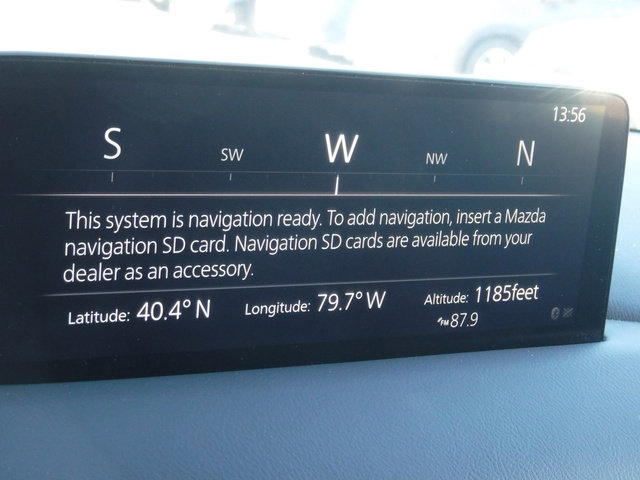 13:56
S SW W NW N
This system is navigation ready. To add navigation, insert a Mazda
navigation SD card. Navigation SD cards are available from your
dealer as an accessory.
Latitude: 40.4° N Longitude: 79.7° W Altitude: 1185feet
FM 87.9